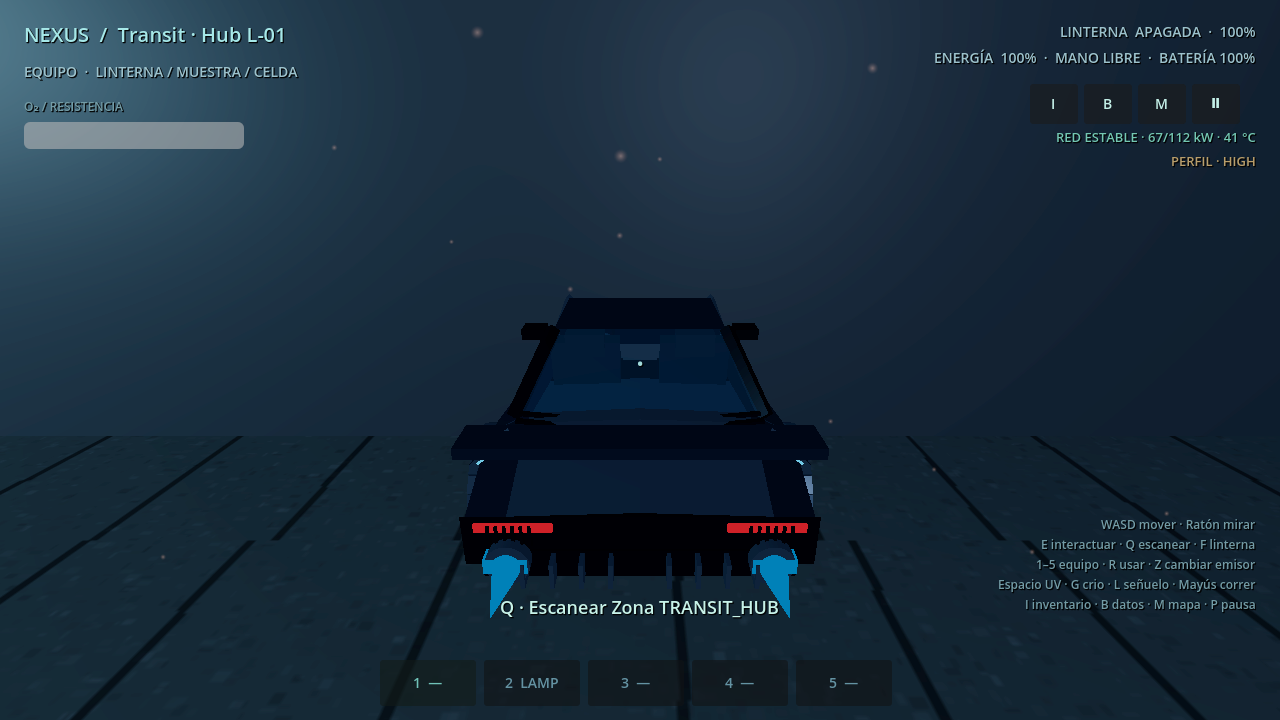 NEXUS / Transit · Hub L-01
EQUIPO · LINTERNA / MUESTRA / CELDA
O₂ / RESISTENCIA
LINTERNA APAGADA · 100%
ENERGÍA 100% · MANO LIBRE · BATERÍA 100%
I B M II
RED ESTABLE · 67/112 kW · 41 °C
PERFIL · HIGH
WASD mover · Ratón mirar
E interactuar · Q escanear · F linterna
1–5 equipo · R usar · Z cambiar emisor
Espacio UV · G crio · L señuelo · Mayús correr
I inventario · B datos · M mapa · P pausa
Q · Escanear Zona TRANSIT_HUB
1 — 2 LAMP 3 — 4 — 5 —